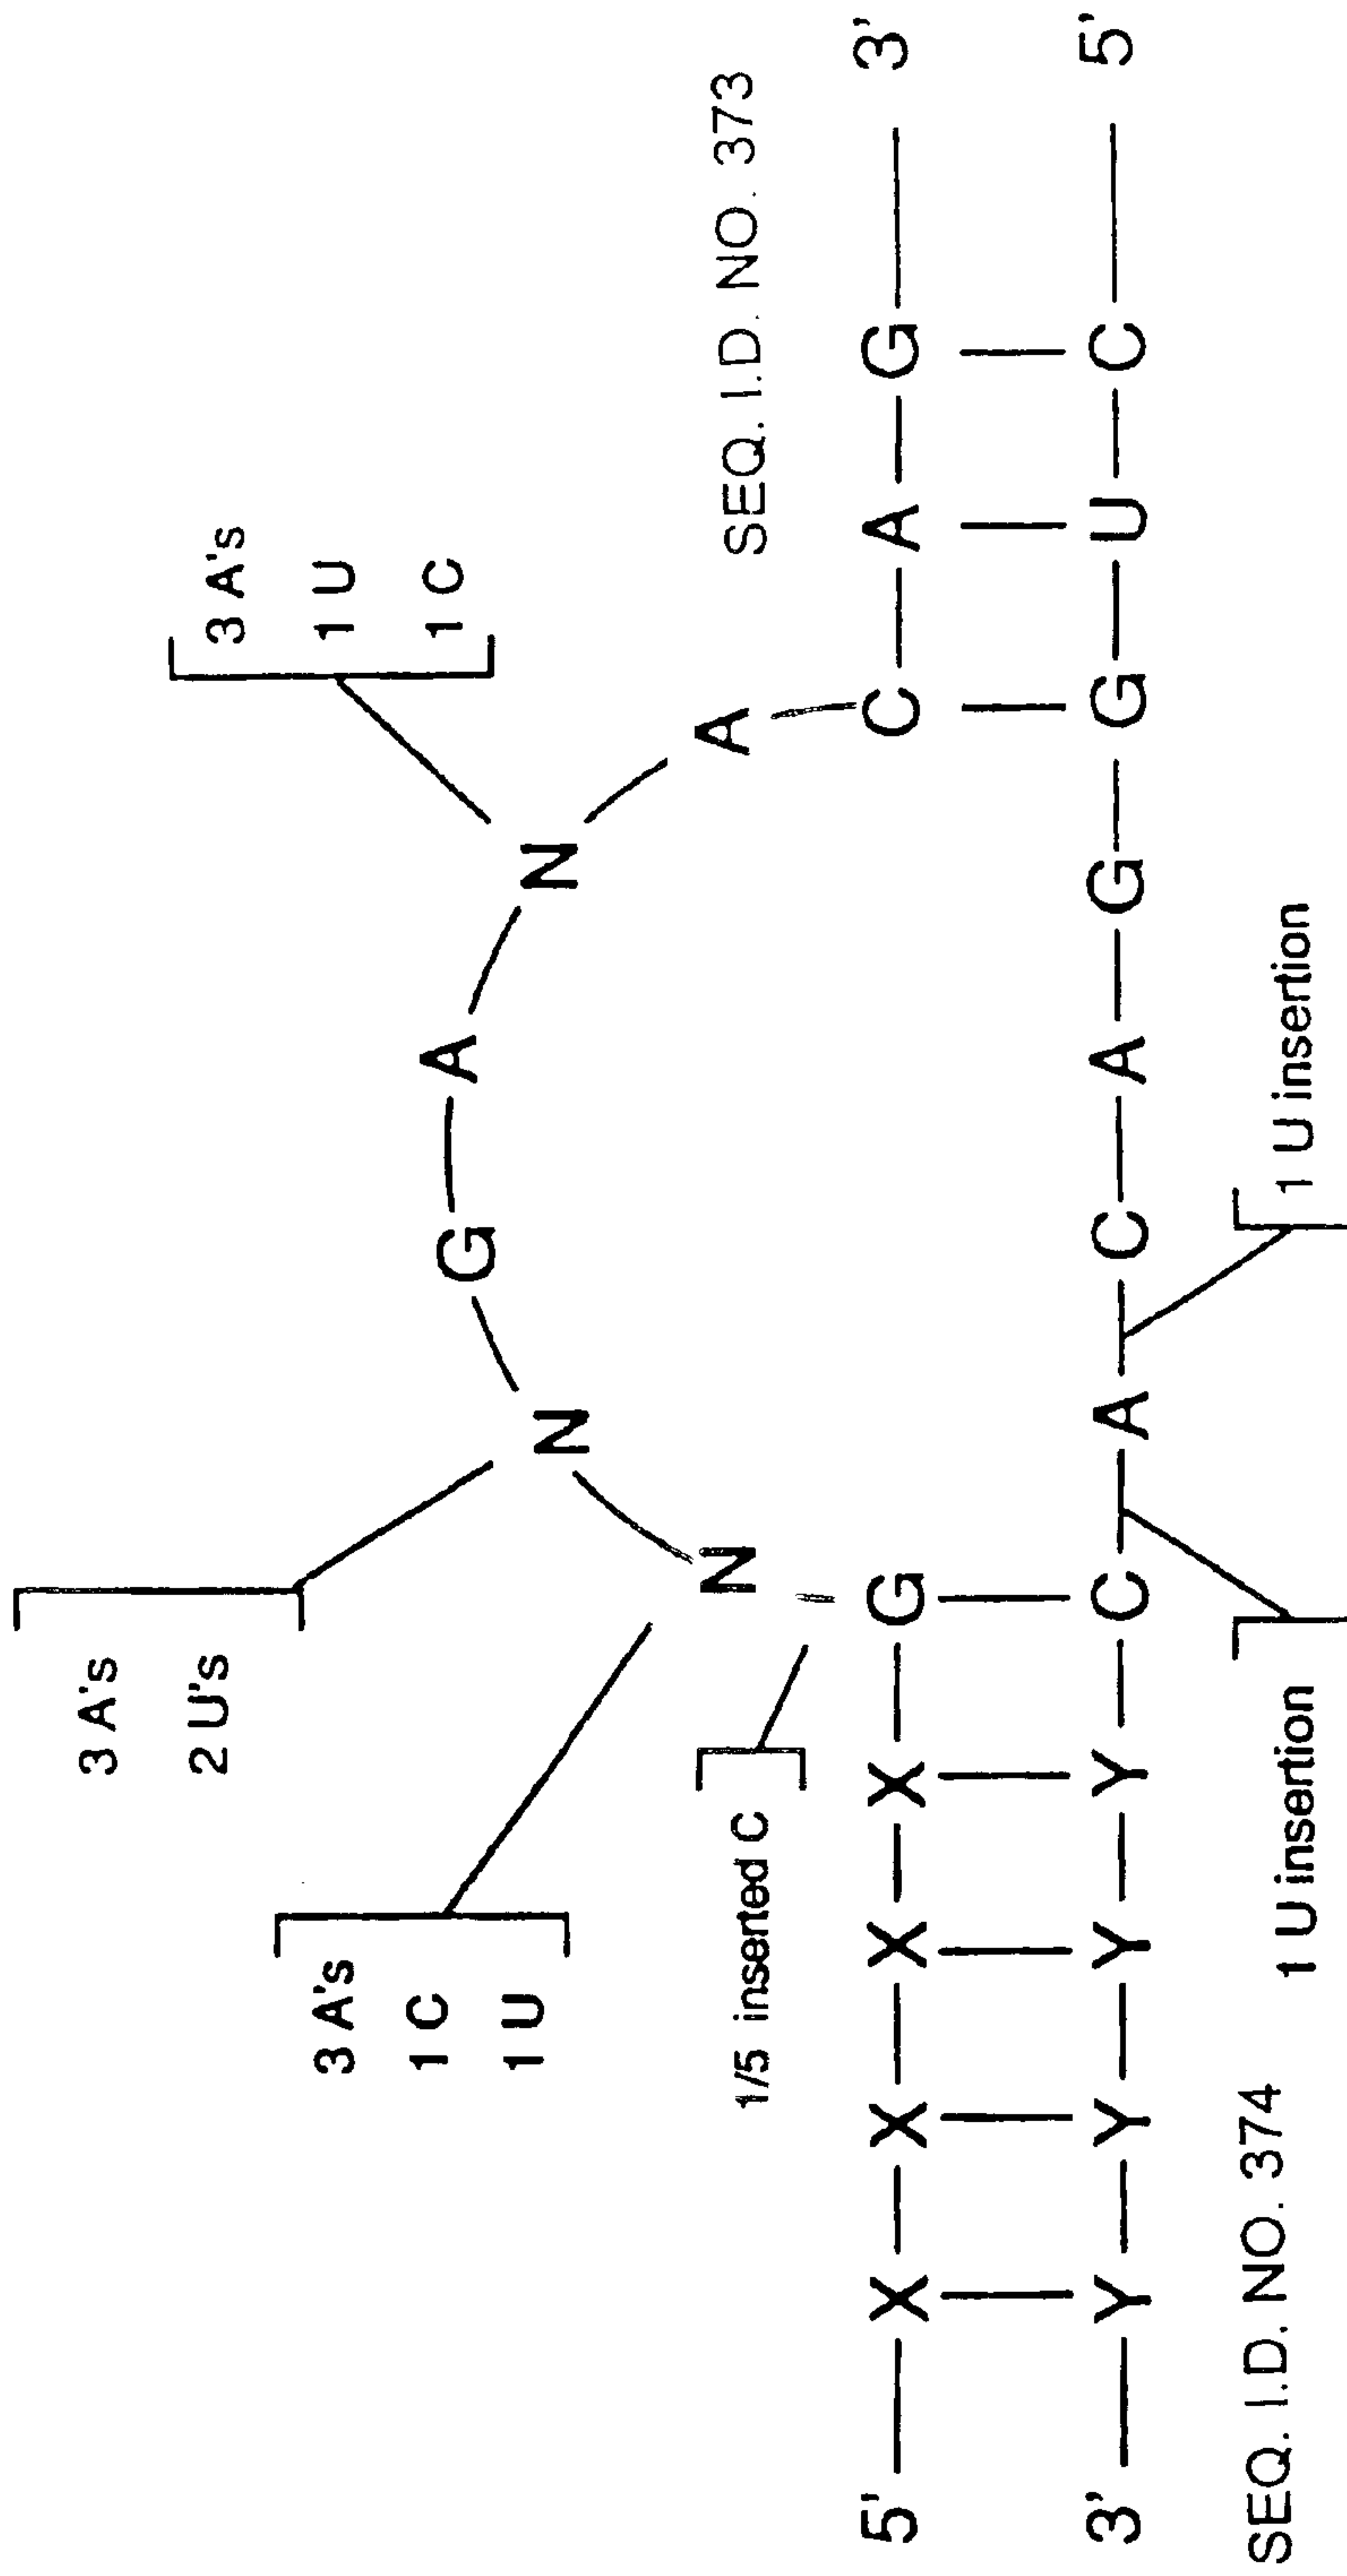 3 A's
2 U's
3 A's
1 U
1 C
3 A's
1 C
1 U
N N G A N A
1/5 inserted C
SEQ. I.D. NO. 373
5' X X X X G C A G 3'
3' Y Y Y Y C A C A G G U C 5'
SEQ. I.D. NO. 374
1 U insertion
1 U insertion